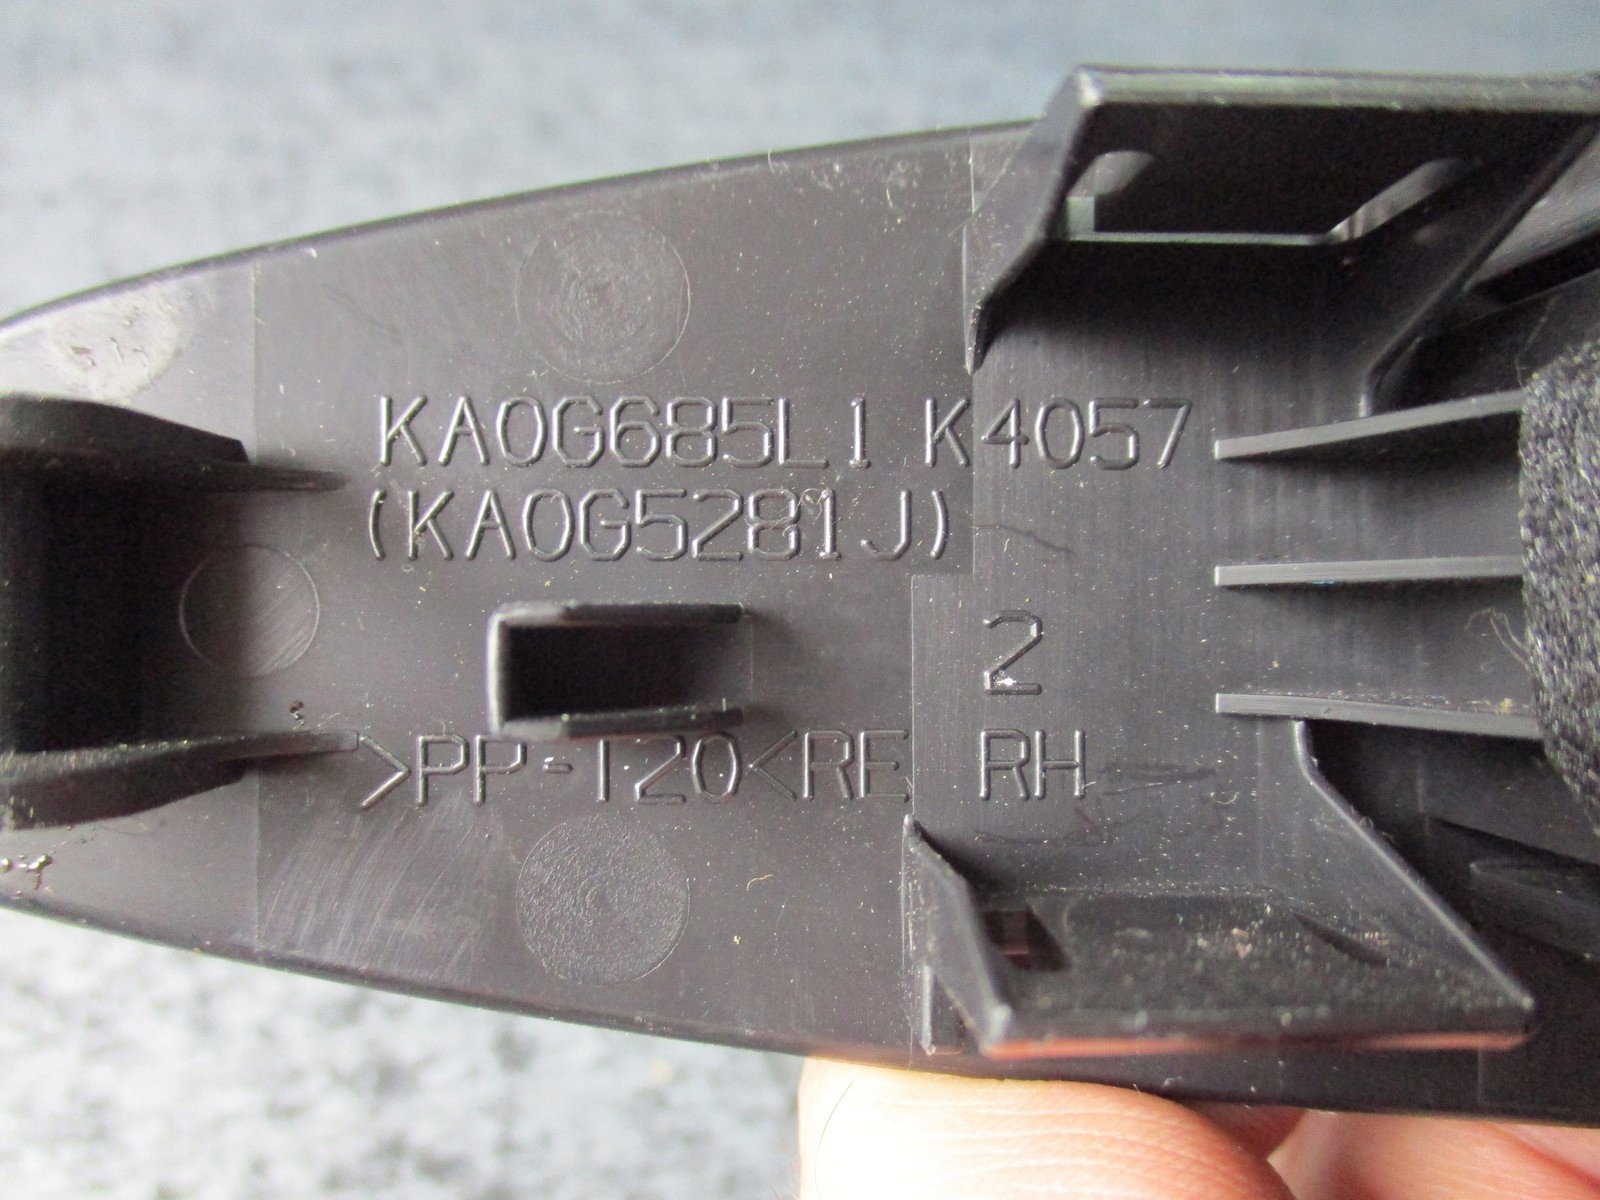 KA0G685L1 K4057
(KA0G5281J)
2
>PP-T20<RE RH